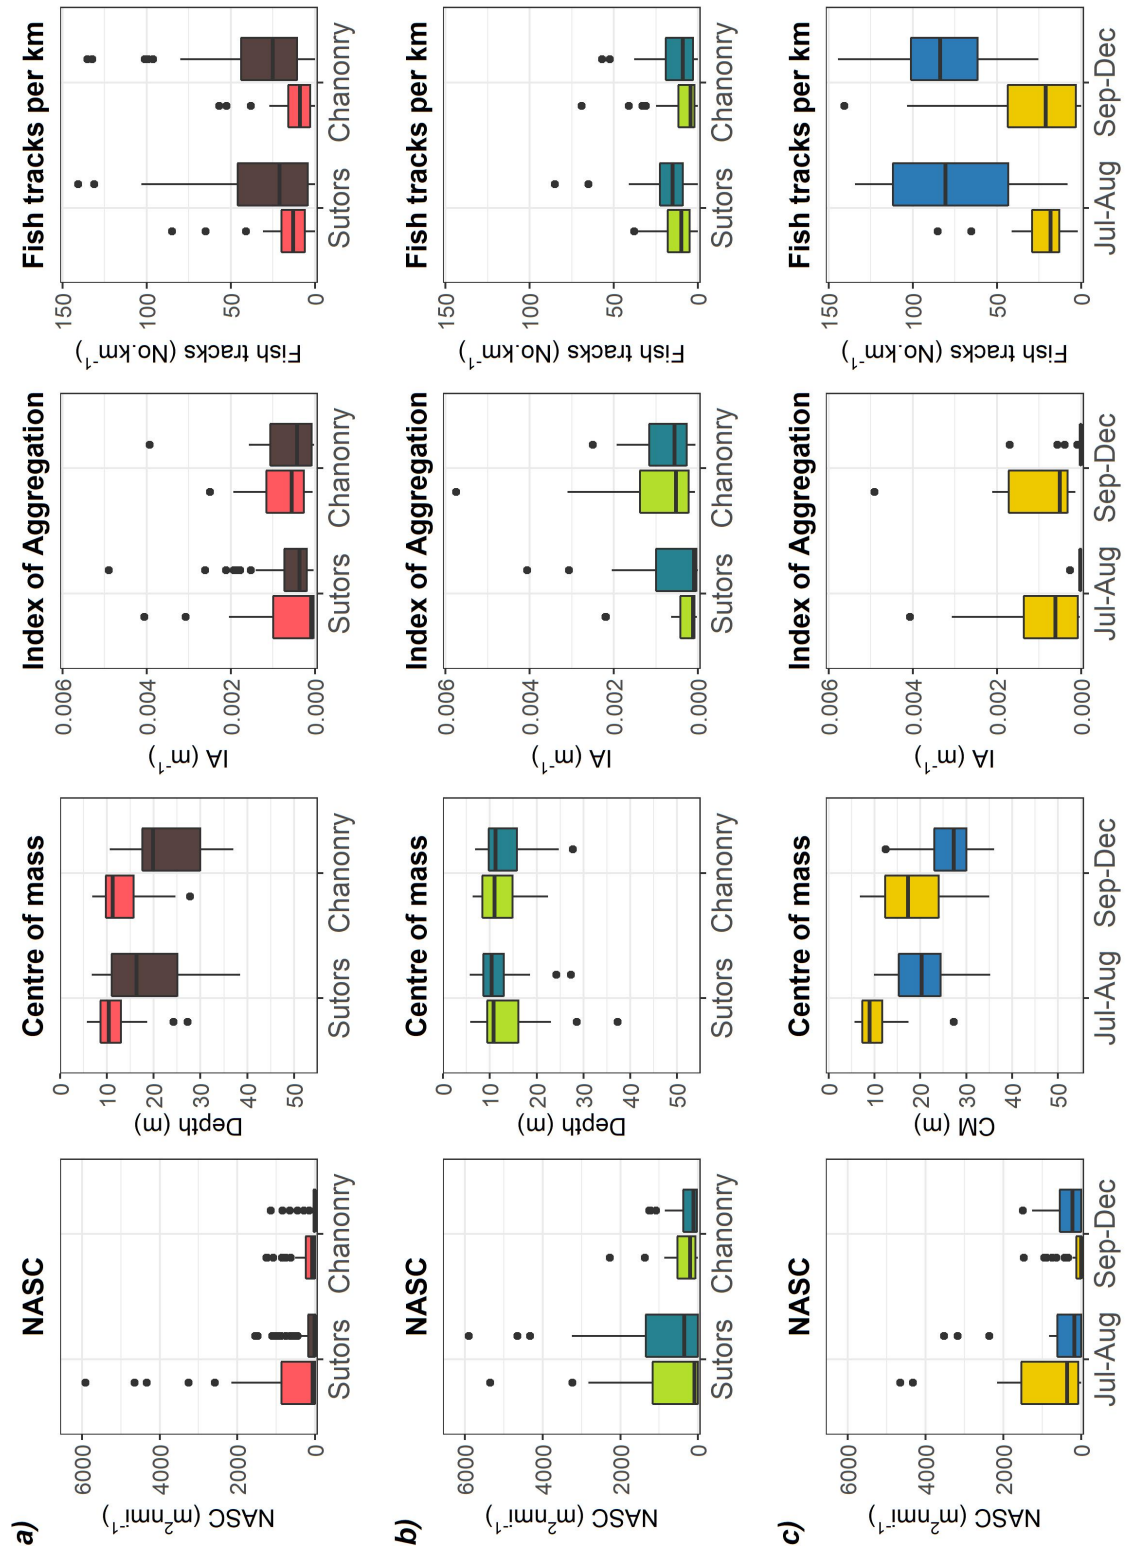 a)
NASC
NASC (m²nmi⁻¹)
6000
4000
2000
0
Sutors
Chanonry
Centre of mass
Depth (m)
0
10
20
30
40
50
Sutors
Chanonry
Index of Aggregation
IA (m⁻¹)
0.006
0.004
0.002
0.000
Sutors
Chanonry
Fish tracks per km
Fish tracks (No.km⁻¹)
150
100
50
0
Sutors
Chanonry
b)
NASC
NASC (m²nmi⁻¹)
6000
4000
2000
0
Sutors
Chanonry
Centre of mass
Depth (m)
0
10
20
30
40
50
Sutors
Chanonry
Index of Aggregation
IA (m⁻¹)
0.006
0.004
0.002
0.000
Sutors
Chanonry
Fish tracks per km
Fish tracks (No.km⁻¹)
150
100
50
0
Sutors
Chanonry
c)
NASC
NASC (m²nmi⁻¹)
6000
4000
2000
0
Jul-Aug
Sep-Dec
Centre of mass
CM (m)
0
10
20
30
40
50
Jul-Aug
Sep-Dec
Index of Aggregation
IA (m⁻¹)
0.006
0.004
0.002
0.000
Jul-Aug
Sep-Dec
Fish tracks per km
Fish tracks (No.km⁻¹)
150
100
50
0
Jul-Aug
Sep-Dec